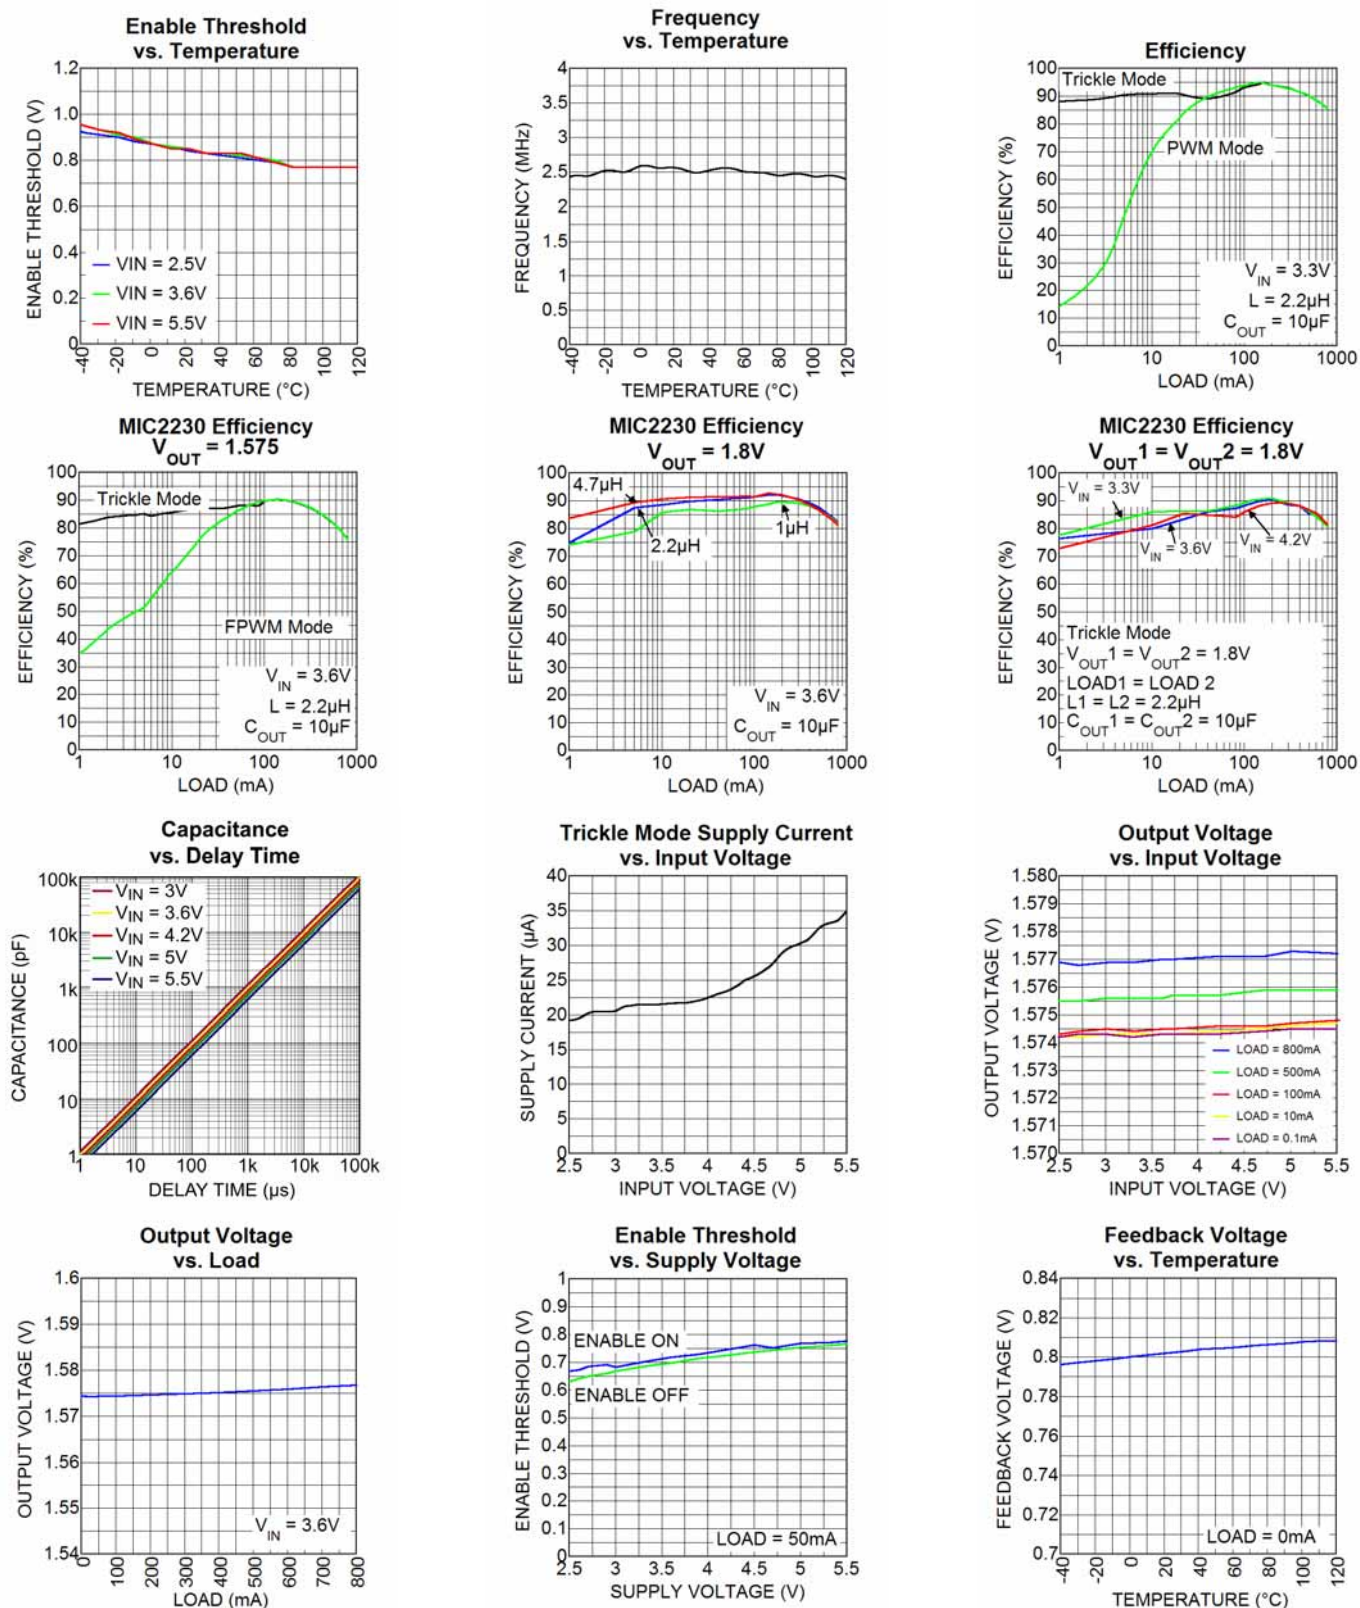 Enable Threshold
vs. Temperature
ENABLE THRESHOLD (V)
1.2
1.0
0.8
0.6
0.4
0.2
0
VIN = 2.5V
VIN = 3.6V
VIN = 5.5V
-40
-20
0
20
40
60
80
100
120
TEMPERATURE (°C)
Frequency
vs. Temperature
FREQUENCY (MHz)
4
3.5
3
2.5
2
1.5
1
0.5
0
-40
-20
0
20
40
60
80
100
120
TEMPERATURE (°C)
Efficiency
EFFICIENCY (%)
100
90
80
70
60
50
40
30
20
10
0
Trickle Mode
PWM Mode
VIN = 3.3V
L = 2.2µH
COUT = 10µF
1
10
100
1000
LOAD (mA)
MIC2230 Efficiency
VOUT = 1.575
EFFICIENCY (%)
100
90
80
70
60
50
40
30
20
10
0
Trickle Mode
FPWM Mode
VIN = 3.6V
L = 2.2µH
COUT = 10µF
1
10
100
1000
LOAD (mA)
MIC2230 Efficiency
VOUT = 1.8V
EFFICIENCY (%)
100
90
80
70
60
50
40
30
20
10
0
4.7µH
2.2µH
1µH
VIN = 3.6V
COUT = 10µF
1
10
100
1000
LOAD (mA)
MIC2230 Efficiency
VOUT1 = VOUT2 = 1.8V
EFFICIENCY (%)
100
90
80
70
60
50
40
30
20
10
0
VIN = 3.3V
VIN = 3.6V
VIN = 4.2V
Trickle Mode
VOUT1 = VOUT2 = 1.8V
LOAD1 = LOAD 2
L1 = L2 = 2.2µH
COUT1 = COUT2 = 10µF
1
10
100
1000
LOAD (mA)
Capacitance
vs. Delay Time
CAPACITANCE (pF)
100k
10k
1k
100
10
1
VIN = 3V
VIN = 3.6V
VIN = 4.2V
VIN = 5V
VIN = 5.5V
1
10
100
1k
10k
100k
DELAY TIME (µs)
Trickle Mode Supply Current
vs. Input Voltage
SUPPLY CURRENT (µA)
40
35
30
25
20
15
10
5
0
2.5
3
3.5
4
4.5
5
5.5
INPUT VOLTAGE (V)
Output Voltage
vs. Input Voltage
OUTPUT VOLTAGE (V)
1.580
1.579
1.578
1.577
1.576
1.575
1.574
1.573
1.572
1.571
1.570
LOAD = 800mA
LOAD = 500mA
LOAD = 100mA
LOAD = 10mA
LOAD = 0.1mA
2.5
3
3.5
4
4.5
5
5.5
INPUT VOLTAGE (V)
Output Voltage
vs. Load
OUTPUT VOLTAGE (V)
1.6
1.59
1.58
1.57
1.56
1.55
1.54
VIN = 3.6V
0
100
200
300
400
500
600
700
800
LOAD (mA)
Enable Threshold
vs. Supply Voltage
ENABLE THRESHOLD (V)
1
0.9
0.8
0.7
0.6
0.5
0.4
0.3
0.2
0.1
0
ENABLE ON
ENABLE OFF
LOAD = 50mA
2.5
3
3.5
4
4.5
5
5.5
SUPPLY VOLTAGE (V)
Feedback Voltage
vs. Temperature
FEEDBACK VOLTAGE (V)
0.84
0.82
0.8
0.78
0.76
0.74
0.72
0.7
LOAD = 0mA
-40
-20
0
20
40
60
80
100
120
TEMPERATURE (°C)